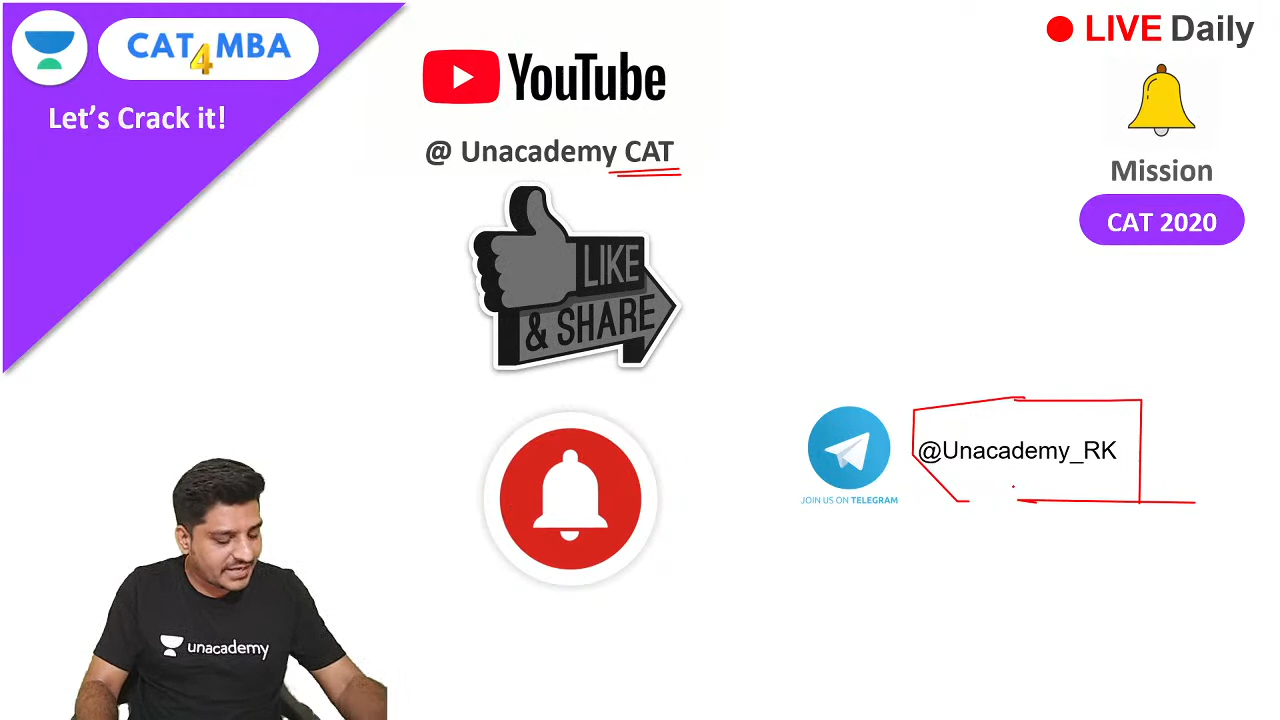 CAT4MBA
Let’s Crack it!
YouTube
@ Unacademy CAT
LIKE
& SHARE
LIVE Daily
Mission
CAT 2020
@Unacademy_RK
JOIN US ON TELEGRAM
unacademy